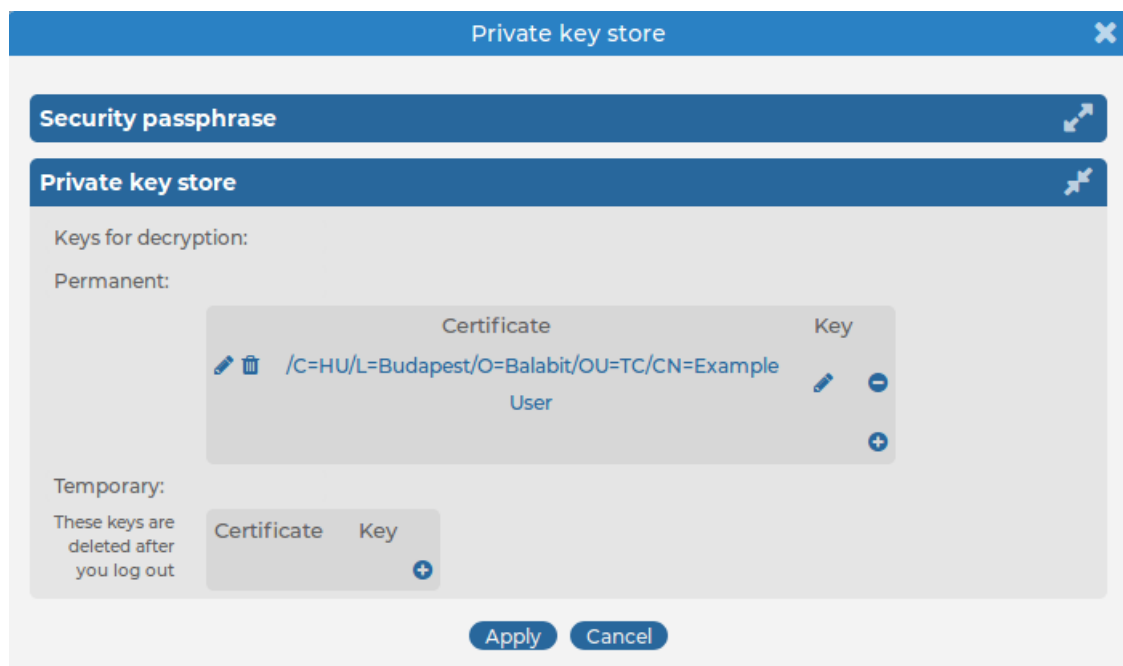 Private key store
Security passphrase
Private key store
Keys for decryption:
Permanent:
Certificate Key
/C=HU/L=Budapest/O=Balabit/OU=TC/CN=Example
User
Temporary:
These keys are
deleted after
you log out
Certificate Key
Apply Cancel